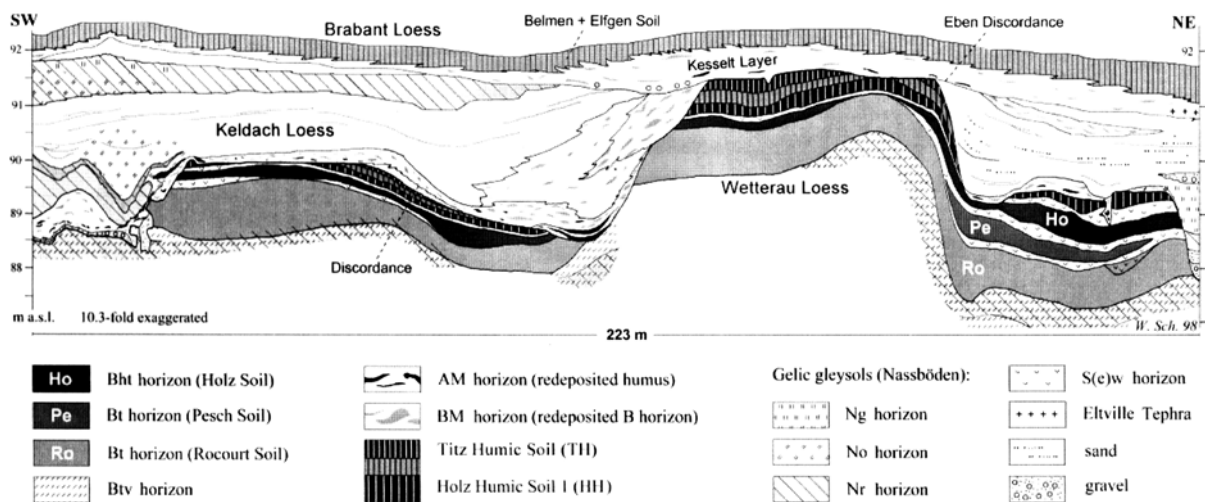 SW
Brabant Loess
Belmen + Elfgen Soil
Eben Discordance
NE
92
92
Kesselt Layer
91
91
Keldach Loess
90
90
89
Wetterau Loess
Ho
Pe
Discordance
Ro
88
m a.s.l. 10.3-fold exaggerated
W. Sch. 98
223 m
Ho Bht horizon (Holz Soil)
Pe Bt horizon (Pesch Soil)
Ro Bt horizon (Rocourt Soil)
Btv horizon
AM horizon (redeposited humus)
BM horizon (redeposited B horizon)
Titz Humic Soil (TH)
Holz Humic Soil 1 (HH)
Gelic gleysols (Nassböden):
Ng horizon
No horizon
Nr horizon
S(e)w horizon
Eltville Tephra
sand
gravel